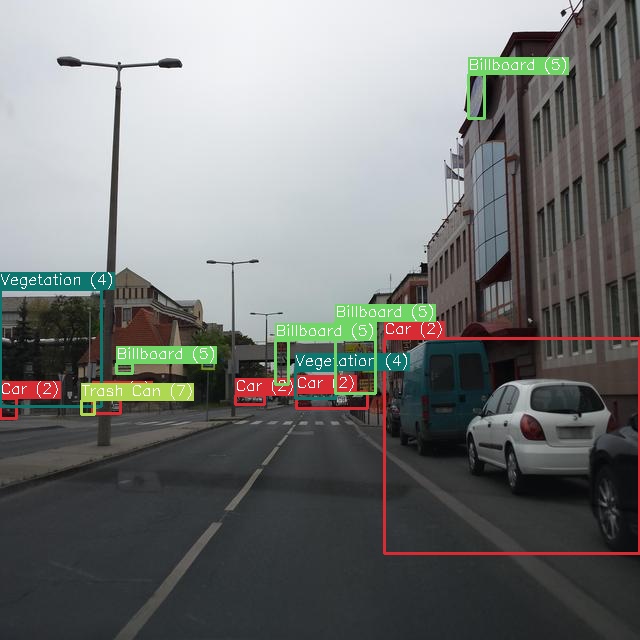 Billboard (5)
Vegetation (4)
Billboard (5)
Billboard (5)
Car (2)
Billboard (5)
Vegetation (4)
Car (2)
Trash Can (7)
Car (2)
Car (2)